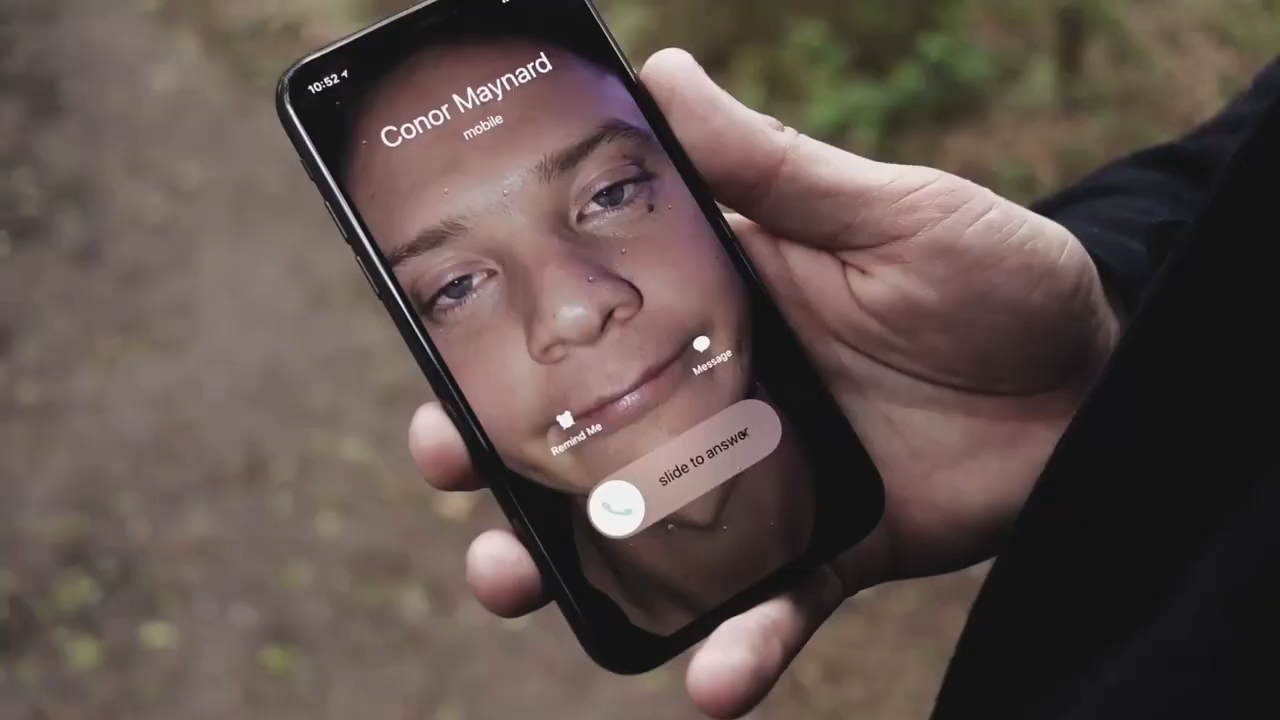 10:52
Conor Maynard
mobile
Message
Remind Me
slide to answer